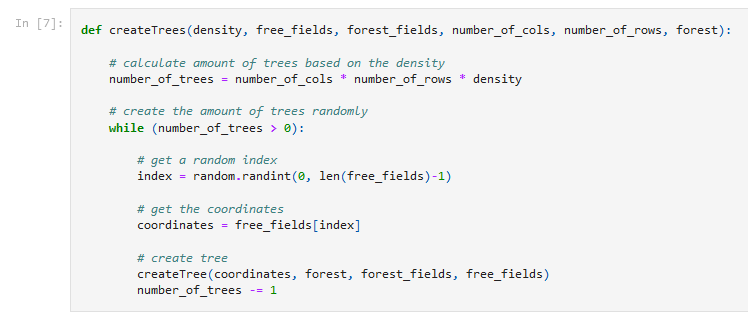 In [7]:
def createTrees(density, free_fields, forest_fields, number_of_cols, number_of_rows, forest):
# calculate amount of trees based on the density
number_of_trees = number_of_cols * number_of_rows * density
# create the amount of trees randomly
while (number_of_trees > 0):
# get a random index
index = random.randint(0, len(free_fields)-1)
# get the coordinates
coordinates = free_fields[index]
# create tree
createTree(coordinates, forest, forest_fields, free_fields)
number_of_trees -= 1